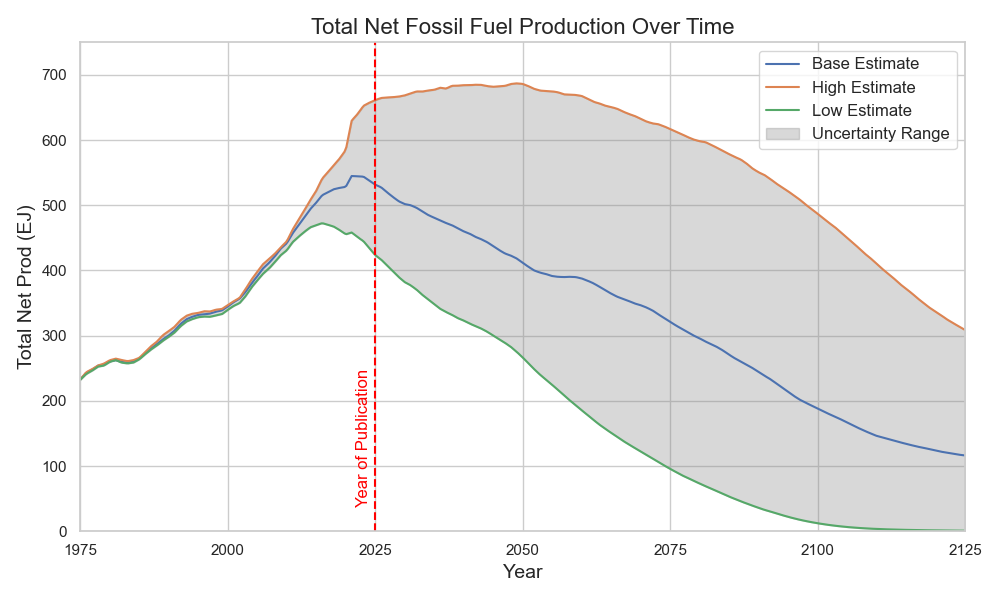 Total Net Fossil Fuel Production Over Time
Total Net Prod (EJ)
700
600
500
400
300
200
100
0
Base Estimate
High Estimate
Low Estimate
Uncertainty Range
Year of Publication
1975
2000
2025
2050
2075
2100
2125
Year